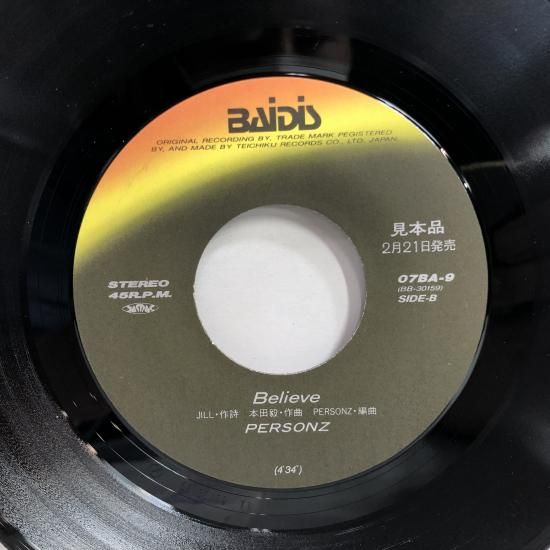 BAiDiS
ORIGINAL RECORDING BY, TRADE MARK PEGISTERED
BY, AND MADE BY TEICHIKU RECORDS CO., LTD, JAPAN.
見本品
2月21日発売
STEREO
45R.P.M.
07BA-9
(BB-30159)
SIDE-B
JASRAC
Believe
JILL・作詩 本田毅・作曲 PERSONZ・編曲
PERSONZ
(4'34")